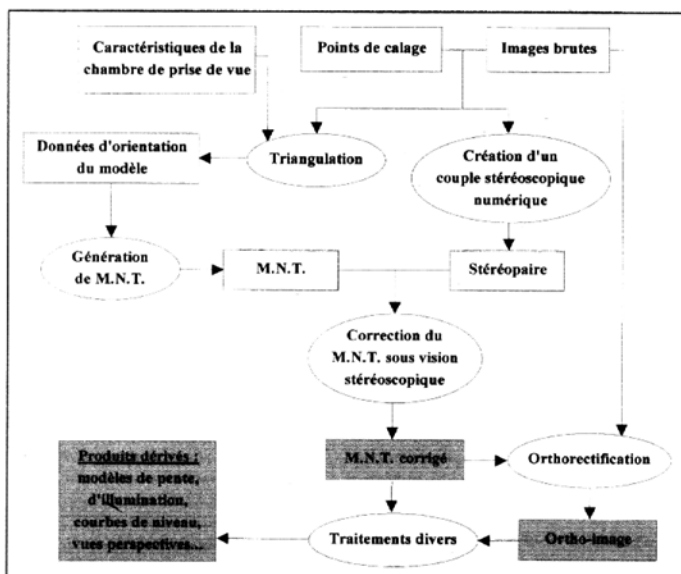 Caractéristiques de la
chambre de prise de vue
Points de calage
Images brutes
Données d'orientation
du modèle
Triangulation
Création d'un
couple stéréoscopique
numérique
Génération
de M.N.T.
M.N.T.
Stéréopaire
Correction du
M.N.T. sous vision
stéréoscopique
Produits dérivés :
modèles de pente,
d'illumination,
courbes de niveau,
vues perspectives...
M.N.T. corrigé
Orthorectification
Traitements divers
Ortho-image